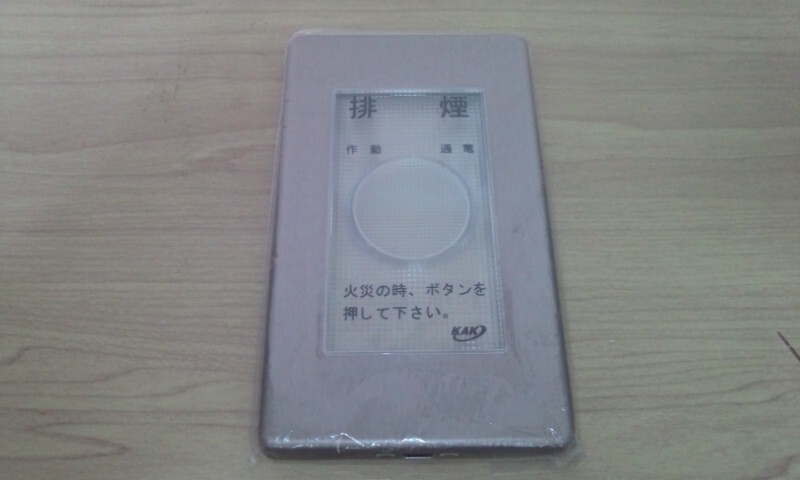 排 煙
作 動 通 電
火災の時、ボタンを
押して下さい。
KAK